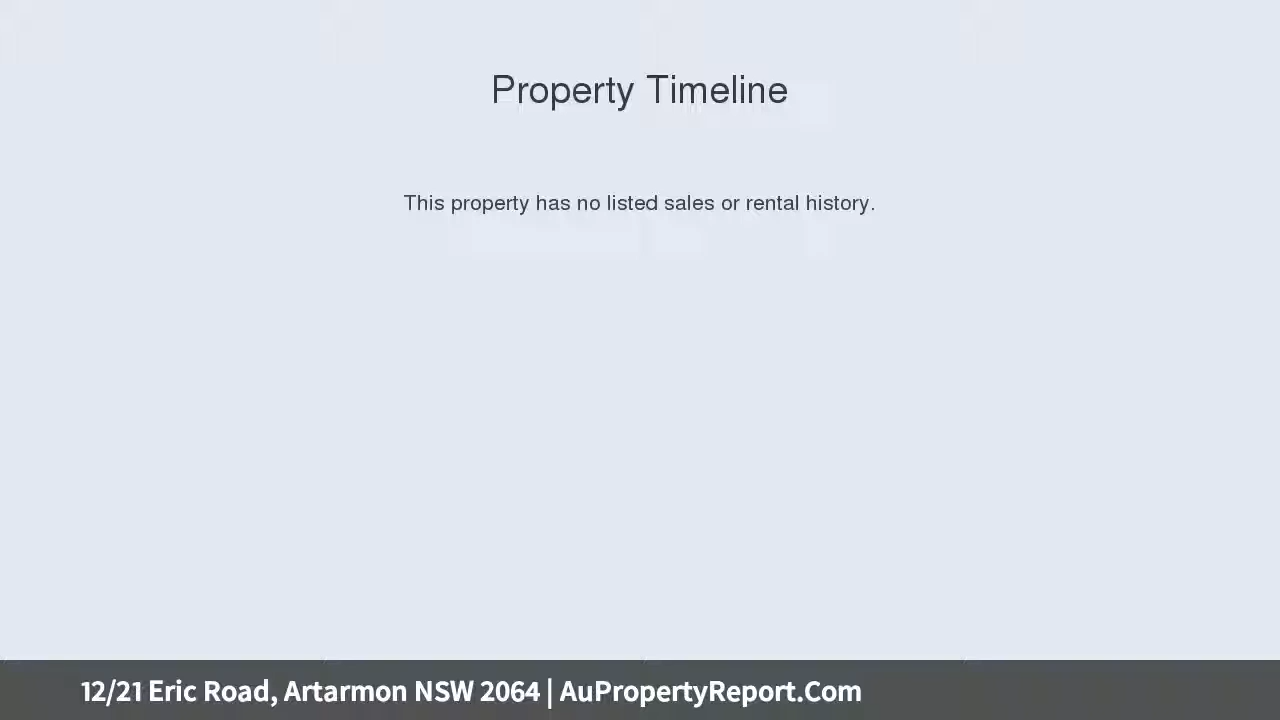 Property Timeline
This property has no listed sales or rental history.
12/21 Eric Road, Artarmon NSW 2064 | AuPropertyReport.Com